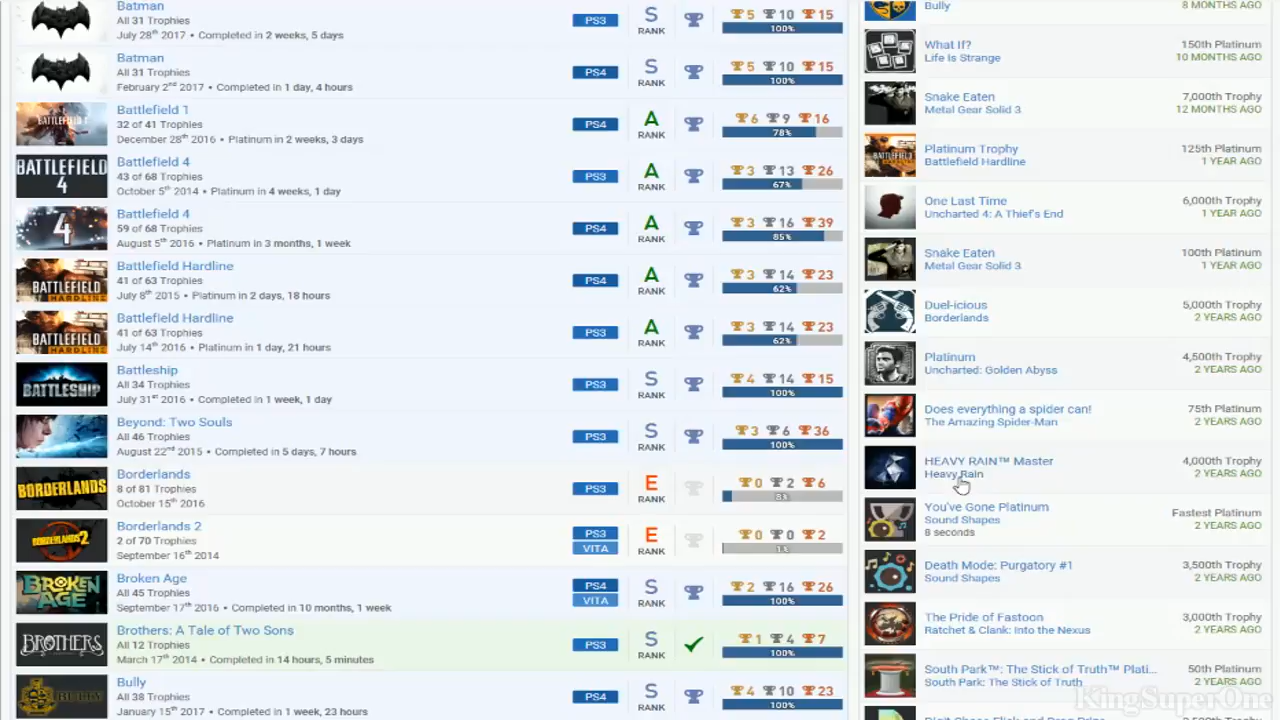 Batman
All 31 Trophies
July 28th 2017 • Completed in 2 weeks, 5 days
PS3
S
RANK
5 10 15
100%
Batman
All 31 Trophies
February 2nd 2017 • Completed in 1 day, 4 hours
PS4
S
RANK
5 10 15
100%
Battlefield 1
32 of 41 Trophies
December 28th 2016 • Platinum in 2 weeks, 3 days
PS4
A
RANK
6 9 16
78%
BATTLEFIELD
4
Battlefield 4
43 of 68 Trophies
October 5th 2014 • Platinum in 4 weeks, 1 day
PS3
A
RANK
3 13 26
67%
4
Battlefield 4
59 of 68 Trophies
August 5th 2016 • Platinum in 3 months, 1 week
PS4
A
RANK
3 16 39
85%
BATTLEFIELD
HARDLINE
Battlefield Hardline
41 of 63 Trophies
July 8th 2015 • Platinum in 2 days, 18 hours
PS4
A
RANK
3 14 23
62%
BATTLEFIELD
HARDLINE
Battlefield Hardline
41 of 63 Trophies
July 14th 2016 • Platinum in 1 day, 21 hours
PS3
A
RANK
3 14 23
62%
BATTLESHIP
Battleship
All 34 Trophies
July 31st 2016 • Completed in 1 week, 1 day
PS3
S
RANK
4 14 15
100%
Beyond: Two Souls
All 46 Trophies
August 22nd 2015 • Completed in 5 days, 7 hours
PS3
S
RANK
3 6 36
100%
BORDERLANDS
Borderlands
8 of 81 Trophies
October 15th 2016
PS3
E
RANK
0 2 6
8%
BORDERLANDS 2
Borderlands 2
2 of 70 Trophies
September 16th 2014
PS3
VITA
E
RANK
0 0 2
1%
BROKEN
AGE
Broken Age
All 45 Trophies
September 17th 2016 • Completed in 10 months, 1 week
PS4
VITA
S
RANK
2 16 26
100%
BROTHERS
Brothers: A Tale of Two Sons
All 12 Trophies
March 17th 2014 • Completed in 14 hours, 5 minutes
PS3
S
RANK
1 4 7
100%
BULLY
Bully
All 38 Trophies
January 15th 2017 • Completed in 1 week, 23 hours
PS4
S
RANK
4 10 23
100%
Bully
8 MONTHS AGO
What If?
Life Is Strange
150th Platinum
10 MONTHS AGO
Snake Eaten
Metal Gear Solid 3
7,000th Trophy
12 MONTHS AGO
Platinum Trophy
Battlefield Hardline
125th Platinum
1 YEAR AGO
One Last Time
Uncharted 4: A Thief's End
6,000th Trophy
1 YEAR AGO
Snake Eaten
Metal Gear Solid 3
100th Platinum
1 YEAR AGO
Duel-icious
Borderlands
5,000th Trophy
2 YEARS AGO
Platinum
Uncharted: Golden Abyss
4,500th Trophy
2 YEARS AGO
Does everything a spider can!
The Amazing Spider-Man
75th Platinum
2 YEARS AGO
HEAVY RAIN™ Master
Heavy Rain
4,000th Trophy
2 YEARS AGO
You've Gone Platinum
Sound Shapes
8 seconds
Fastest Platinum
2 YEARS AGO
Death Mode: Purgatory #1
Sound Shapes
3,500th Trophy
2 YEARS AGO
The Pride of Fastoon
Ratchet & Clank: Into the Nexus
3,000th Trophy
2 YEARS AGO
South Park™: The Stick of Truth™ Plati...
South Park: The Stick of Truth
50th Platinum
2 YEARS AGO
KingSuperOne